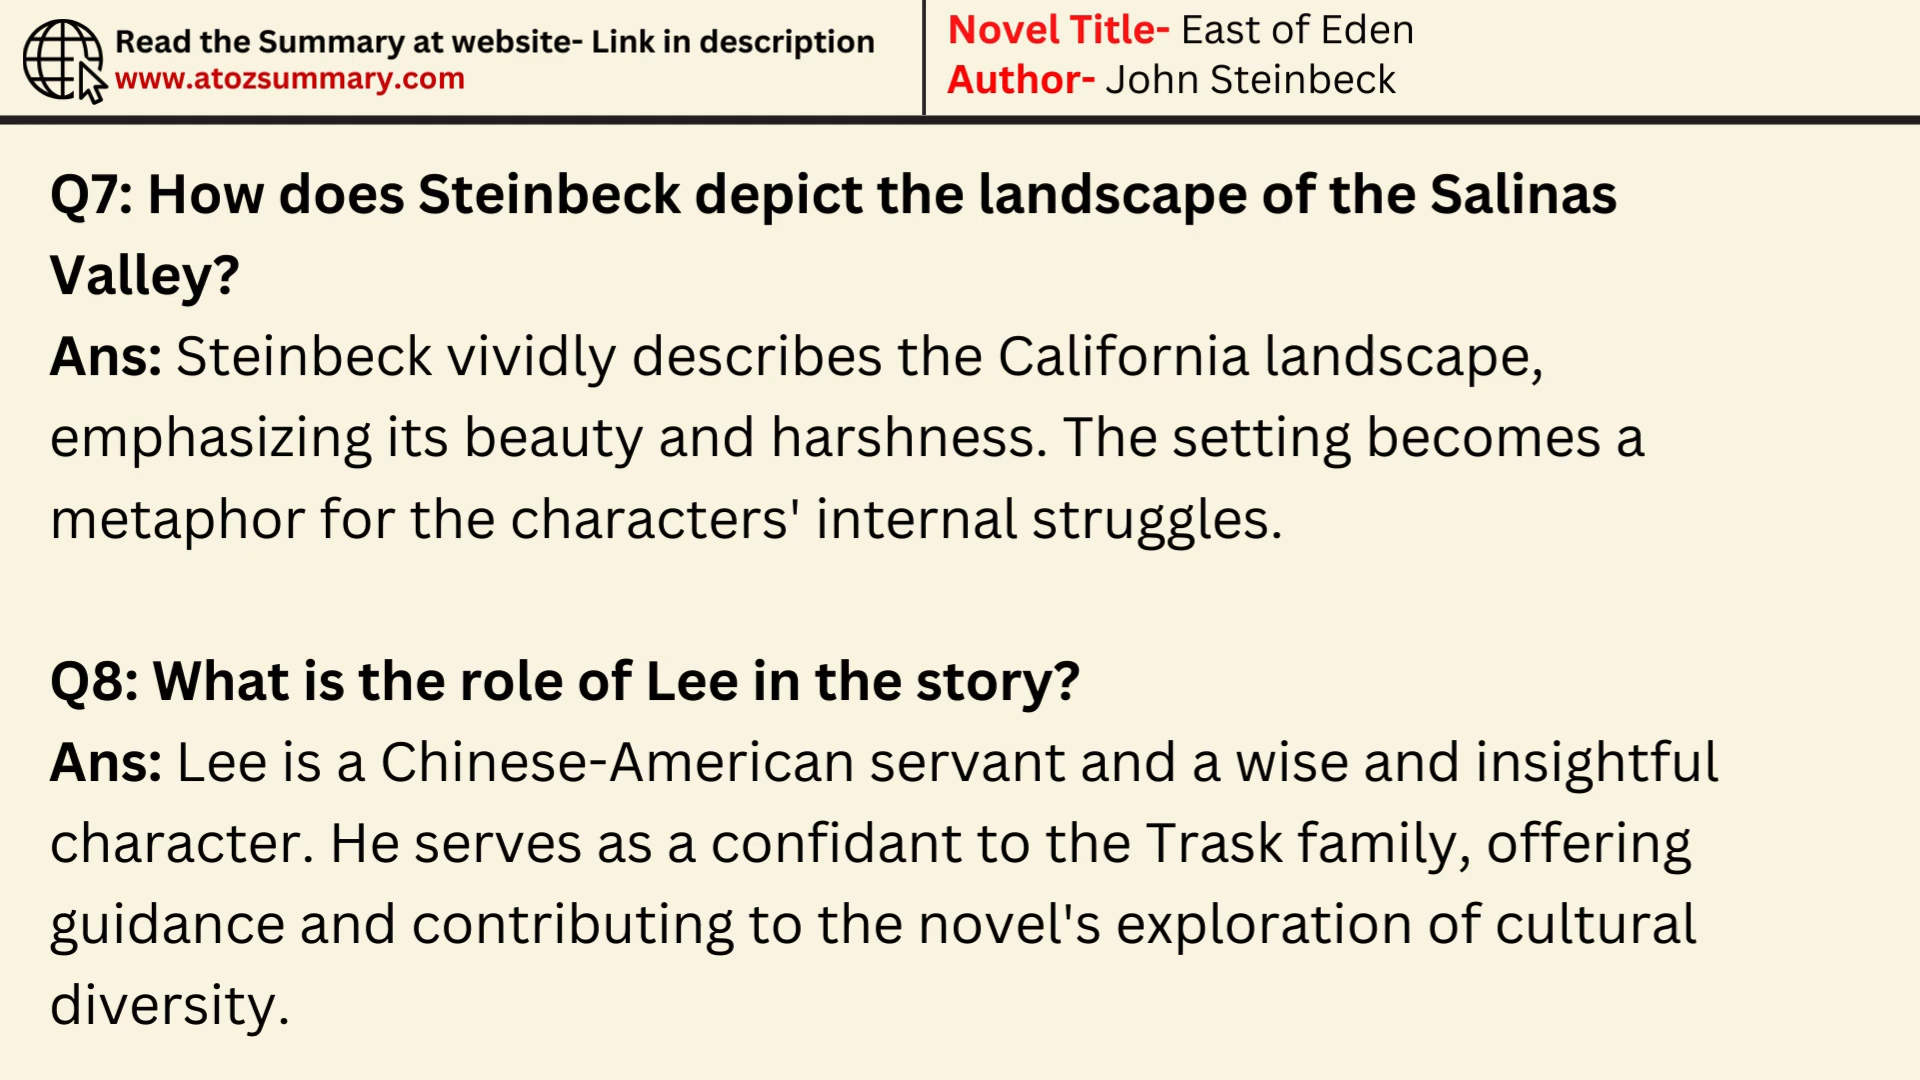 Read the Summary at website- Link in description
www.atozsummary.com
Novel Title- East of Eden
Author- John Steinbeck
Q7: How does Steinbeck depict the landscape of the Salinas
Valley?
Ans: Steinbeck vividly describes the California landscape,
emphasizing its beauty and harshness. The setting becomes a
metaphor for the characters' internal struggles.
Q8: What is the role of Lee in the story?
Ans: Lee is a Chinese-American servant and a wise and insightful
character. He serves as a confidant to the Trask family, offering
guidance and contributing to the novel's exploration of cultural
diversity.